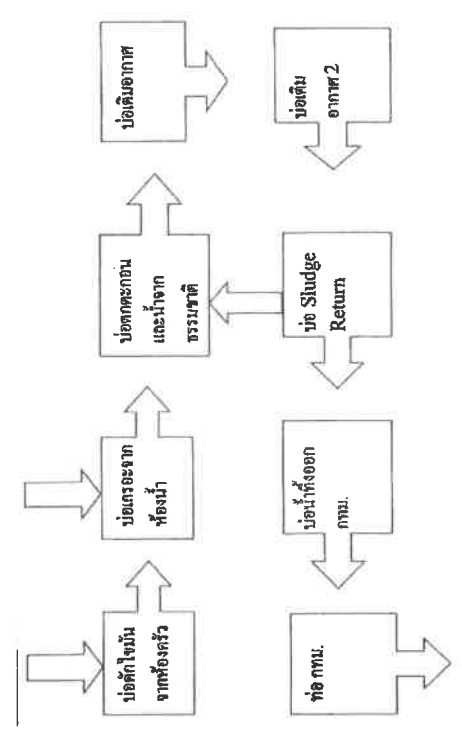 บ่อดักไขมัน
จากห้องครัว
บ่อเกรอะจาก
ห้องน้ำ
บ่อตกตะกอน
และน้ำจาก
ธรรมชาติ
บ่อเติมอากาศ
บ่อเติม
อากาศ 2
บ่อ Sludge
Return
บ่อน้ำทิ้งออก
กทม.
ท่อ กทม.